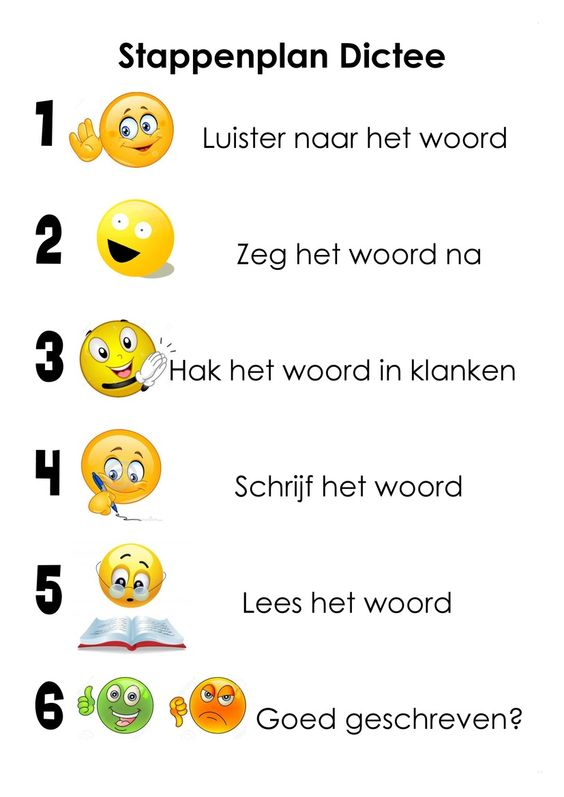 Stappenplan Dictee
1 Luister naar het woord
2 Zeg het woord na
3 Hak het woord in klanken
4 Schrijf het woord
5 Lees het woord
6 Goed geschreven?